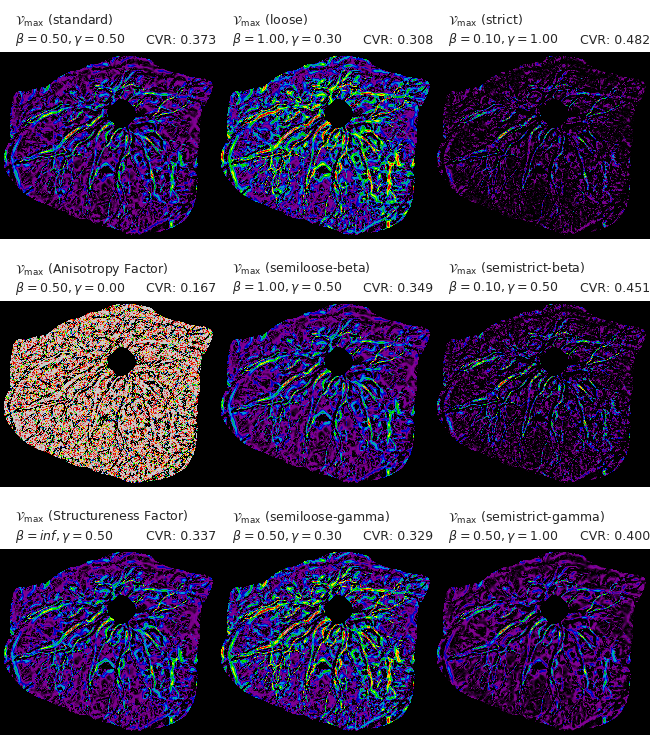 𝒱max (standard)
β = 0.50, γ = 0.50 CVR: 0.373
𝒱max (loose)
β = 1.00, γ = 0.30 CVR: 0.308
𝒱max (strict)
β = 0.10, γ = 1.00 CVR: 0.482
𝒱max (Anisotropy Factor)
β = 0.50, γ = 0.00 CVR: 0.167
𝒱max (semiloose-beta)
β = 1.00, γ = 0.50 CVR: 0.349
𝒱max (semistrict-beta)
β = 0.10, γ = 0.50 CVR: 0.451
𝒱max (Structureness Factor)
β = inf, γ = 0.50 CVR: 0.337
𝒱max (semiloose-gamma)
β = 0.50, γ = 0.30 CVR: 0.329
𝒱max (semistrict-gamma)
β = 0.50, γ = 1.00 CVR: 0.400